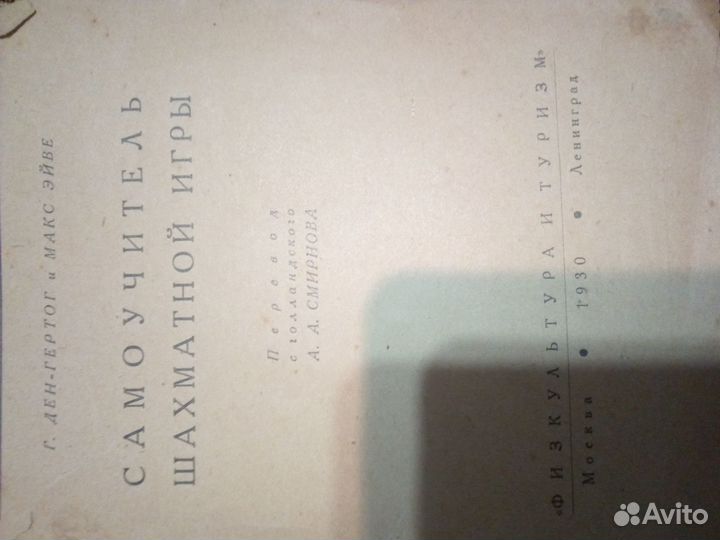 Г. ДЕН-ГЕРТОГ и МАКС ЭЙВЕ
САМОУЧИТЕЛЬ
ШАХМАТНОЙ ИГРЫ
Перевод
с голландского
А. А. СМИРНОВА
«ФИЗКУЛЬТУРА И ТУРИЗМ»
Москва • 1930 • Ленинград
Avito